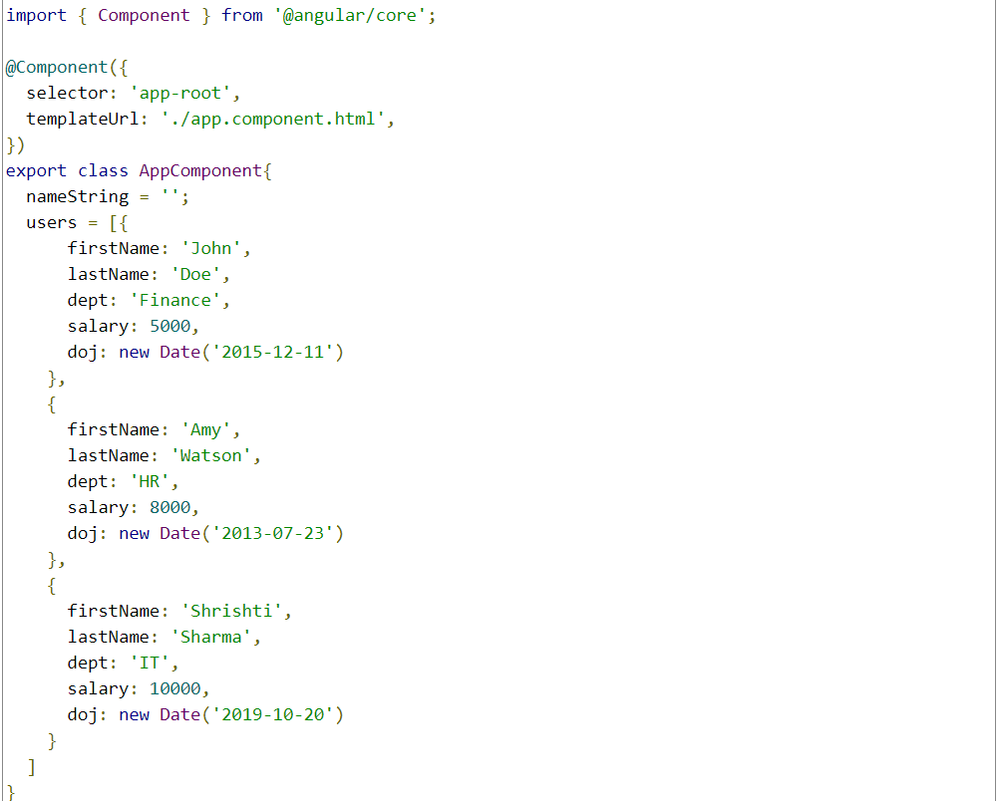 import { Component } from '@angular/core';

@Component({
  selector: 'app-root',
  templateUrl: './app.component.html',
})
export class AppComponent{
  nameString = '';
  users = [{
      firstName: 'John',
      lastName: 'Doe',
      dept: 'Finance',
      salary: 5000,
      doj: new Date('2015-12-11')
    },
    {
      firstName: 'Amy',
      lastName: 'Watson',
      dept: 'HR',
      salary: 8000,
      doj: new Date('2013-07-23')
    },
    {
      firstName: 'Shrishti',
      lastName: 'Sharma',
      dept: 'IT',
      salary: 10000,
      doj: new Date('2019-10-20')
    }
  ]
}